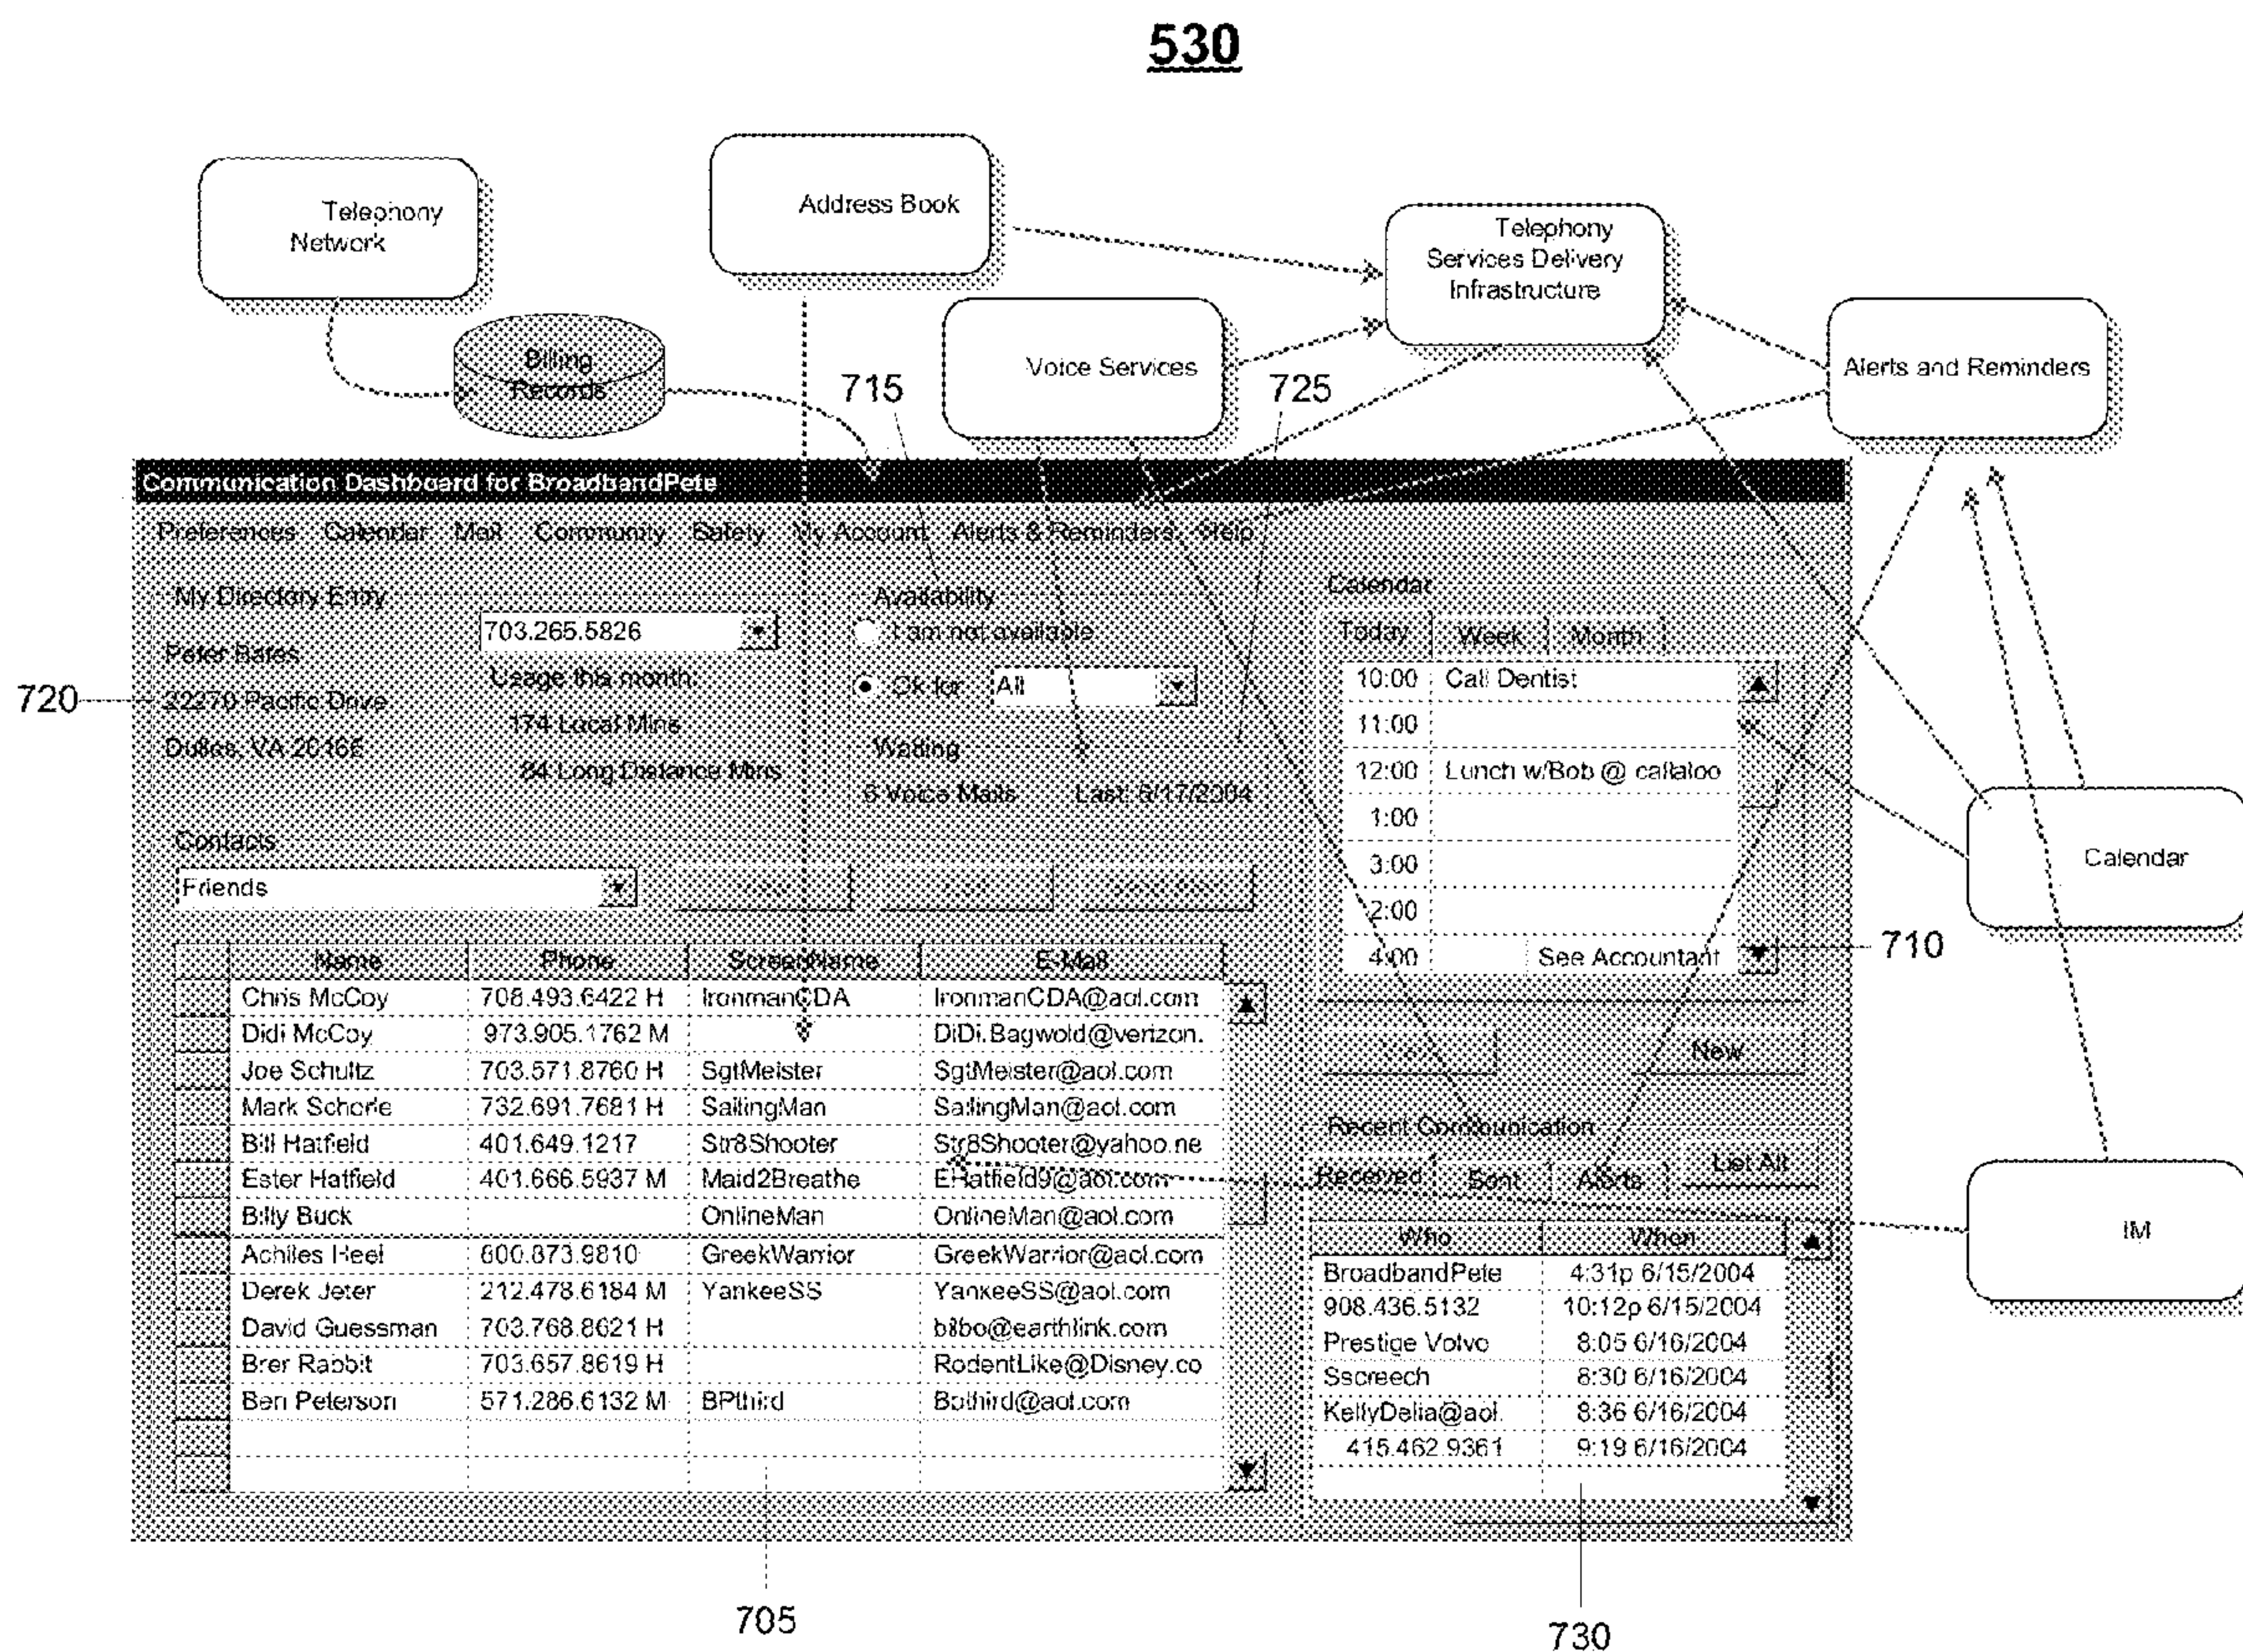 530
Telephony
Network
Address Book
Telephony
Services Delivery
Infrastructure
Billing
Records
Voice Services
Alerts and Reminders
715
725
Communication Dashboard for BroadbandPete
Preferences Calendar Mail Community Safety My Account Alerts & Reminders Help
My Directory Entry
Peter Bates
22270 Pacific Drive
Dulles, VA 20166
720
703.265.5826
Usage this month:
174 Local Mins
84 Long Distance Mins
Availability
I am not available
Ok for All
Waiting
6 Voice Mails Last: 6/17/2004
Calendar
Today Week Month
10:00 Call Dentist
11:00
12:00 Lunch w/Bob @ callaloo
1:00
3:00
2:00
4:00 See Accountant
710
New
Calendar
Contacts
Friends
Name Phone ScreenName E-Mail
Chris McCoy 708.493.6422 H IronmanCDA IronmanCDA@aol.com
Didi McCoy 973.905.1762 M DiDi.Bagwold@verizon.
Joe Schultz 703.571.8760 H SgtMeister SgtMeister@aol.com
Mark Schorle 732.691.7681 H SailingMan SailingMan@aol.com
Bill Hatfield 401.649.1217 Str8Shooter Str8Shooter@yahoo.ne
Ester Hatfield 401.666.5937 M Maid2Breathe EHatfield9@aol.com
Billy Buck OnlineMan OnlineMan@aol.com
Achiles Heel 800.873.9810 GreekWarrior GreekWarrior@aol.com
Derek Jeter 212.478.6184 M YankeeSS YankeeSS@aol.com
David Guessman 703.768.8621 H bilbo@earthlink.com
Brer Rabbit 703.657.8619 H RodentLike@Disney.co
Ben Peterson 571.286.6132 M BPthird Bpthird@aol.com
Recent Communication
Received Sent Alerts List All
Who When
BroadbandPete 4:31p 6/15/2004
908.436.5132 10:12p 6/15/2004
Prestige Volvo 8:05 6/16/2004
Sscreech 8:30 6/16/2004
KellyDelia@aol. 8:36 6/16/2004
415.462.9361 9:19 6/16/2004
IM
705
730